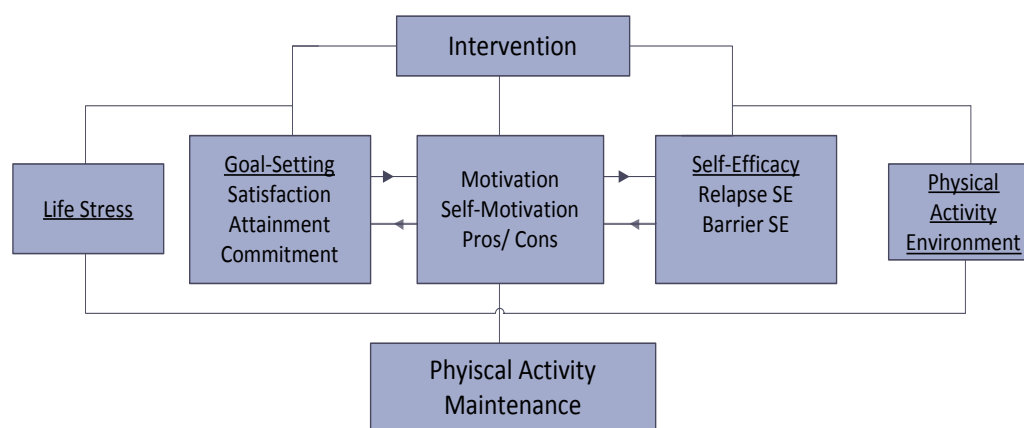 Intervention
Life Stress
Goal-Setting
Satisfaction
Attainment
Commitment
Motivation
Self-Motivation
Pros/ Cons
Self-Efficacy
Relapse SE
Barrier SE
Physical
Activity
Environment
Phyiscal Activity
Maintenance